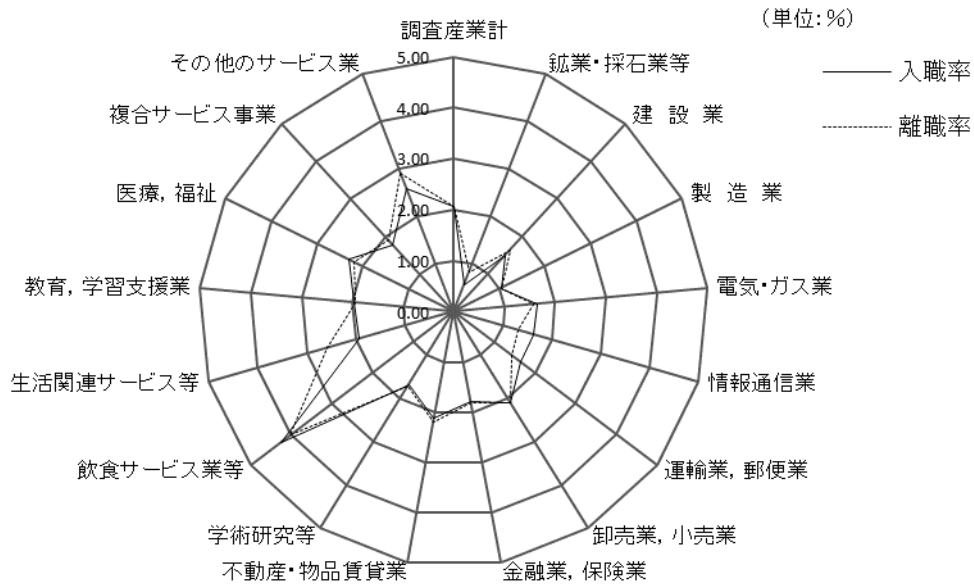 (単位:%)
調査産業計
鉱業・採石業等
建 設 業
製 造 業
電気・ガス業
情報通信業
運輸業, 郵便業
卸売業, 小売業
金融業, 保険業
不動産・物品賃貸業
学術研究等
飲食サービス業等
生活関連サービス等
教育, 学習支援業
医療, 福祉
複合サービス事業
その他のサービス業
5.00
4.00
3.00
2.00
1.00
0.00
入職率
離職率